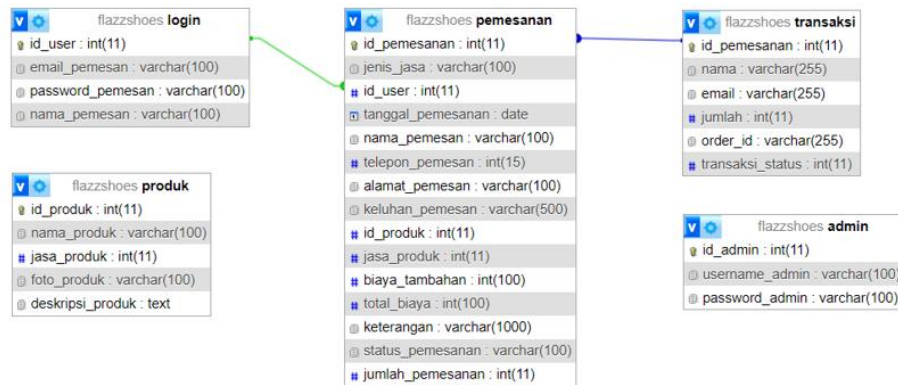 flazzshoes login
id_user : int(11)
email_pemesan : varchar(100)
password_pemesan : varchar(100)
nama_pemesan : varchar(100)
flazzshoes produk
id_produk : int(11)
nama_produk : varchar(100)
jasa_produk : int(11)
foto_produk : varchar(100)
deskripsi_produk : text
flazzshoes pemesanan
id_pemesanan : int(11)
jenis_jasa : varchar(100)
id_user : int(11)
tanggal_pemesanan : date
nama_pemesan : varchar(100)
telepon_pemesan : int(15)
alamat_pemesan : varchar(100)
keluhan_pemesan : varchar(500)
id_produk : int(11)
jasa_produk : int(11)
biaya_tambahan : int(100)
total_biaya : int(100)
keterangan : varchar(1000)
status_pemesanan : varchar(100)
jumlah_pemesanan : int(11)
flazzshoes transaksi
id_pemesanan : int(11)
nama : varchar(255)
email : varchar(255)
jumlah : int(11)
order_id : varchar(255)
transaksi_status : int(11)
flazzshoes admin
id_admin : int(11)
username_admin : varchar(100)
password_admin : varchar(100)